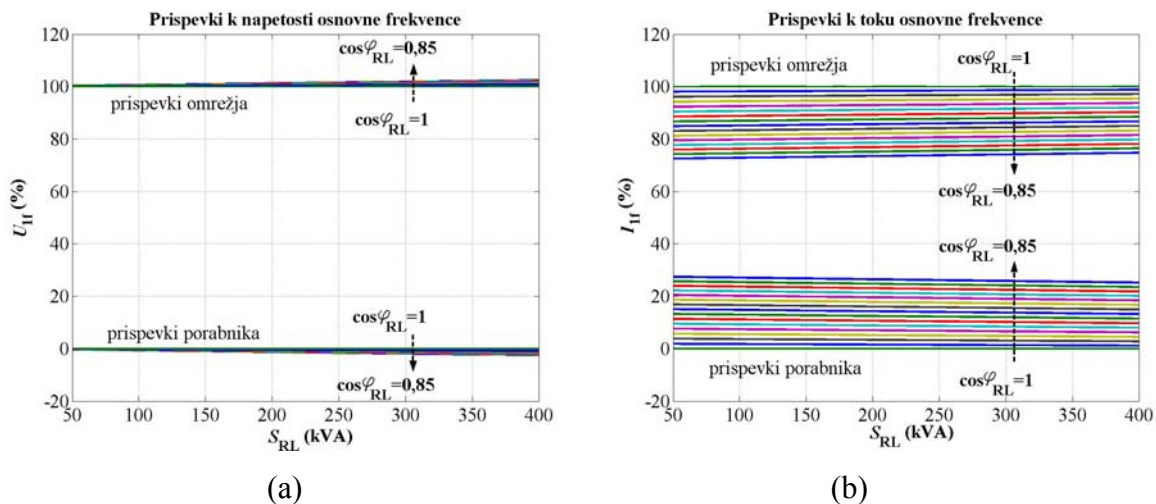 Prispevki k napetosti osnovne frekvence
120
100
80
60
40
20
0
-20
50 100 150 200 250 300 350 400
U1f (%)
SRL (kVA)
cosφRL=0,85
prispevki omrežja
cosφRL=1
prispevki porabnika
cosφRL=1
cosφRL=0,85
(a)
Prispevki k toku osnovne frekvence
120
100
80
60
40
20
0
-20
50 100 150 200 250 300 350 400
I1f (%)
SRL (kVA)
prispevki omrežja
cosφRL=1
cosφRL=0,85
cosφRL=0,85
prispevki porabnika
cosφRL=1
(b)